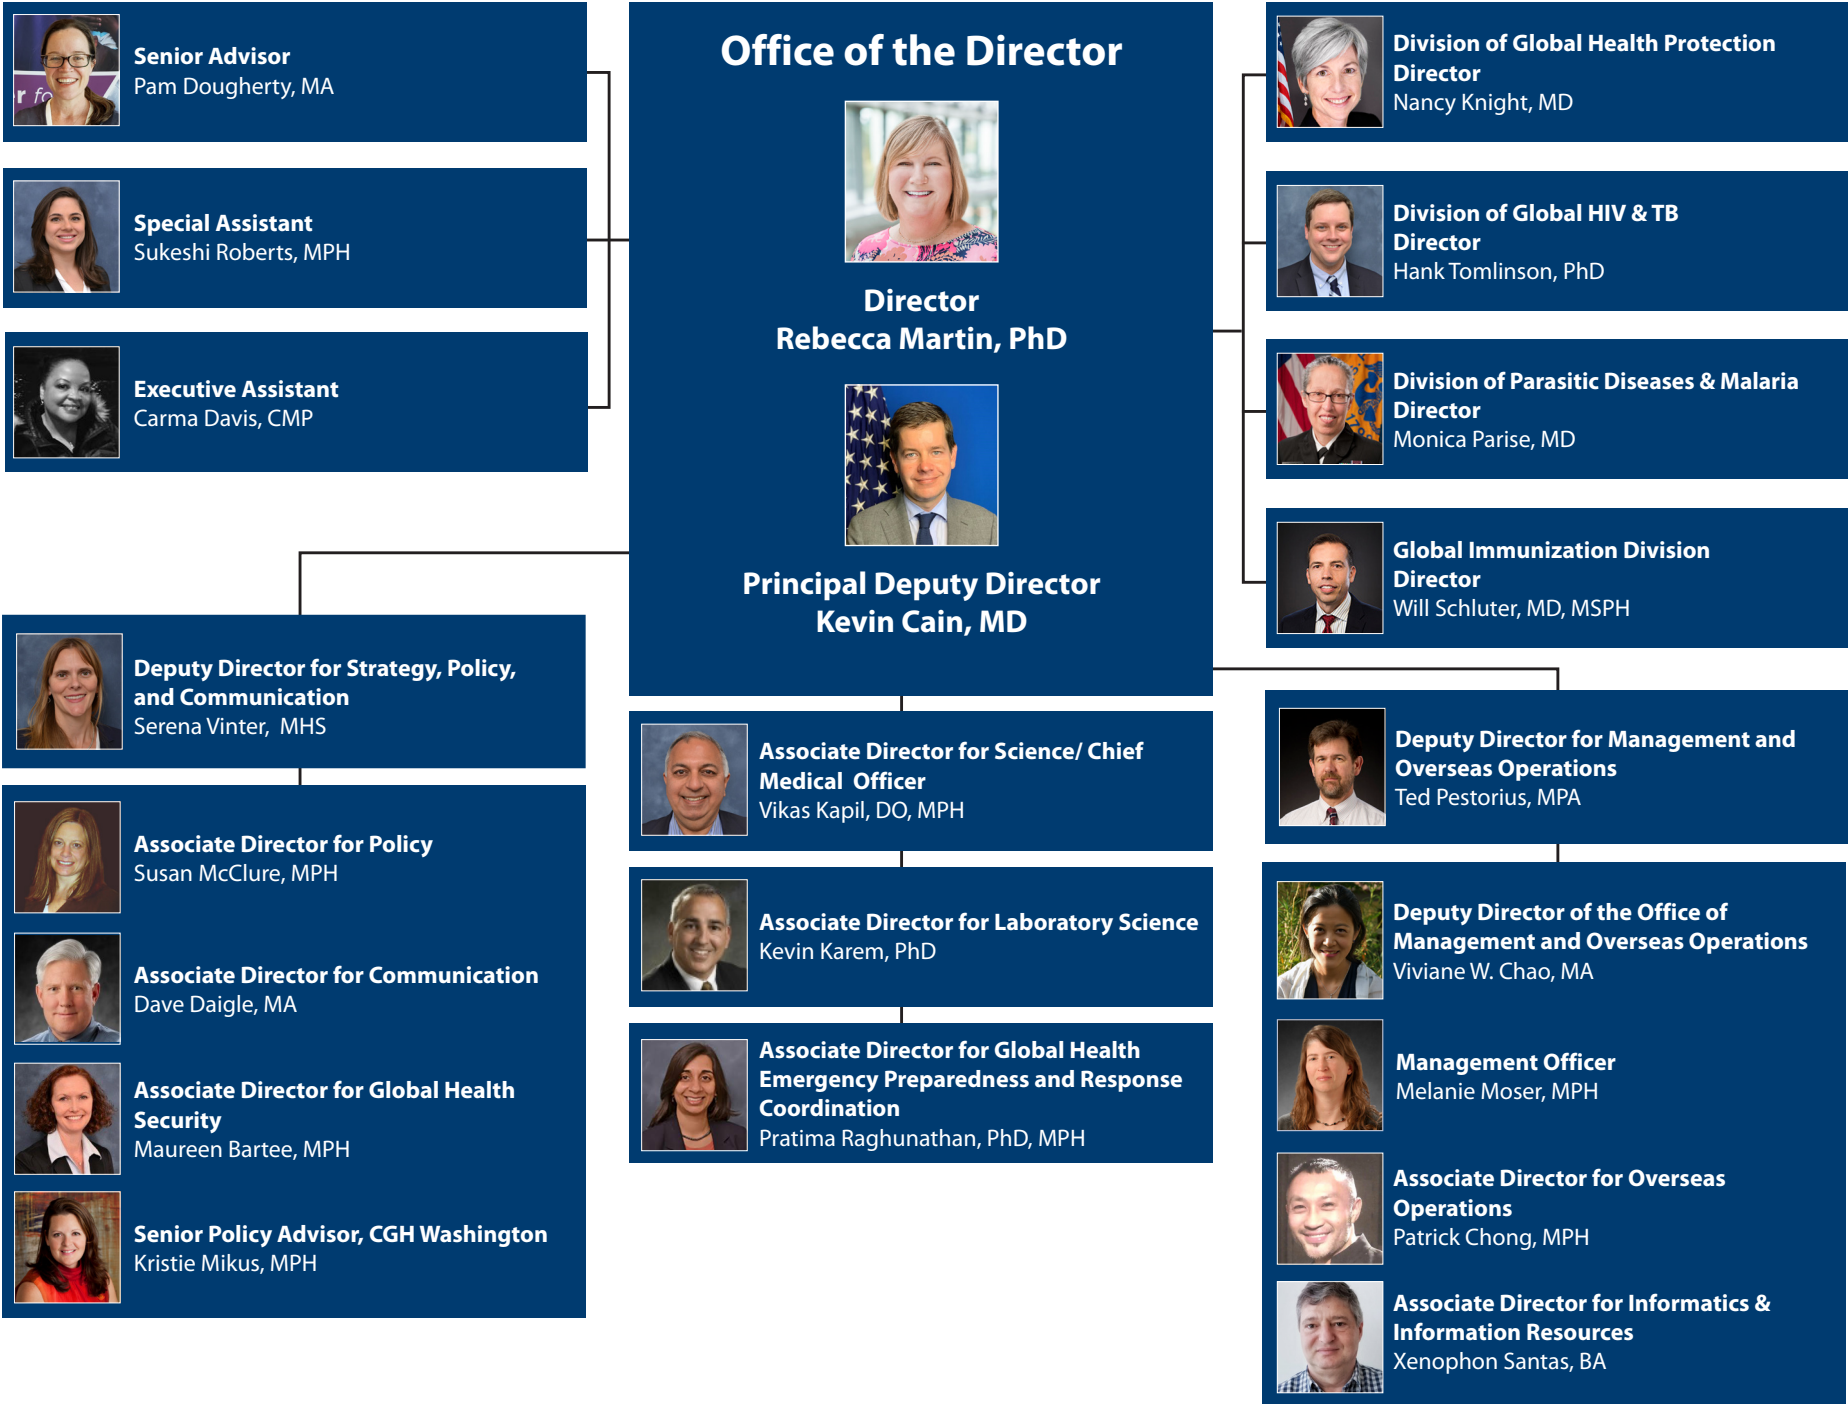 Senior Advisor
Pam Dougherty, MA
Special Assistant
Sukeshi Roberts, MPH
Executive Assistant
Carma Davis, CMP
Office of the Director
Director
Rebecca Martin, PhD
Principal Deputy Director
Kevin Cain, MD
Division of Global Health Protection
Director
Nancy Knight, MD
Division of Global HIV & TB
Director
Hank Tomlinson, PhD
Division of Parasitic Diseases & Malaria
Director
Monica Parise, MD
Global Immunization Division
Director
Will Schluter, MD, MSPH
Deputy Director for Strategy, Policy,
and Communication
Serena Vinter, MHS
Associate Director for Policy
Susan McClure, MPH
Associate Director for Communication
Dave Daigle, MA
Associate Director for Global Health
Security
Maureen Bartee, MPH
Senior Policy Advisor, CGH Washington
Kristie Mikus, MPH
Associate Director for Science/ Chief
Medical Officer
Vikas Kapil, DO, MPH
Associate Director for Laboratory Science
Kevin Karem, PhD
Associate Director for Global Health
Emergency Preparedness and Response
Coordination
Pratima Raghunathan, PhD, MPH
Deputy Director for Management and
Overseas Operations
Ted Pestorius, MPA
Deputy Director of the Office of
Management and Overseas Operations
Viviane W. Chao, MA
Management Officer
Melanie Moser, MPH
Associate Director for Overseas
Operations
Patrick Chong, MPH
Associate Director for Informatics &
Information Resources
Xenophon Santas, BA